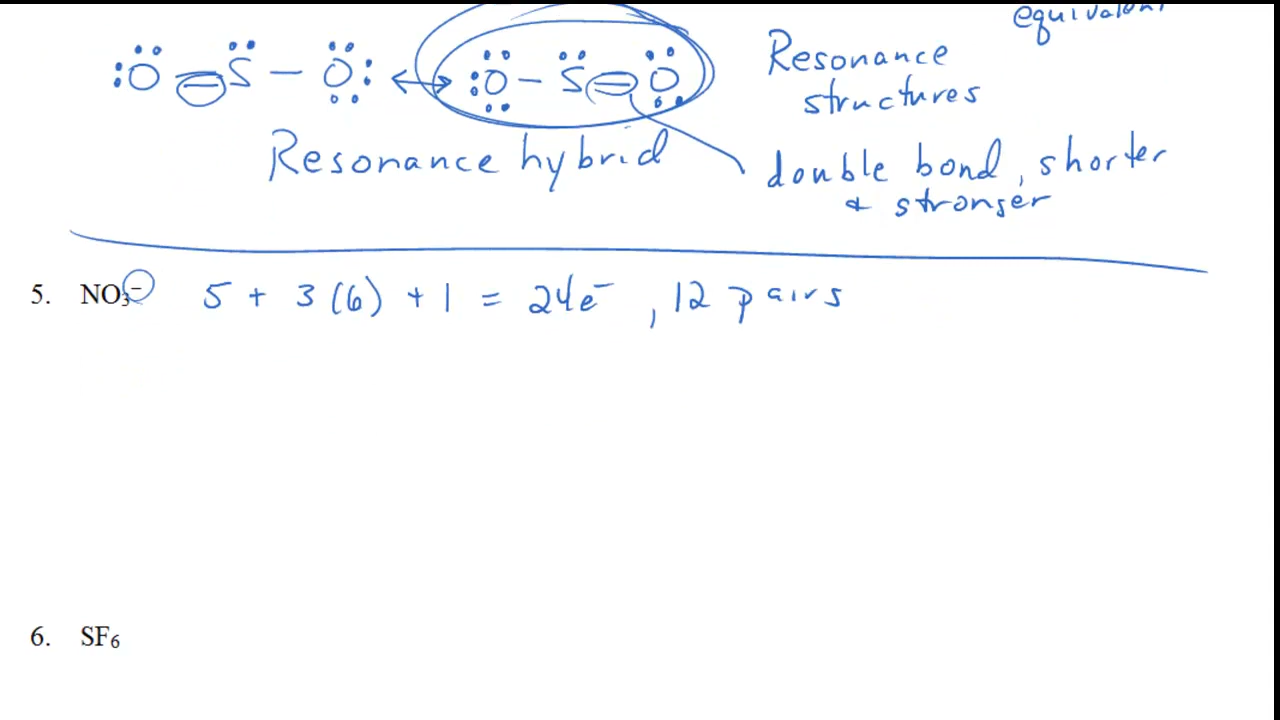 equivalent
:O = S – O: ↔ :O – S = O
Resonance
structures
Resonance hybrid
double bond, shorter
& stronger
5. NO₃⁻ 5 + 3(6) + 1 = 24e⁻, 12 pairs
6. SF₆